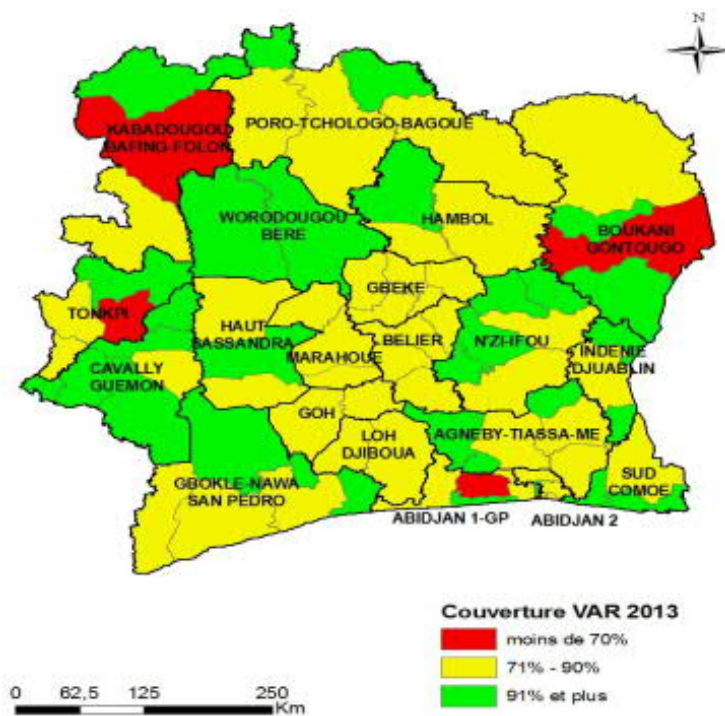 N
KABADOUGOU
BAFING-FOLON
PORO-TCHOLOGO-BAGOUE
WORODOUGOU
BERE
HAMBOL
BOUKANI
GONTOUGO
GBEKE
TONKPI
HAUT
SASSANDRA
BELIER
N'ZHFOU
MARAHOUE
INDENIE
DJUABLIN
CAVALLY
GUEMON
GOH
AGNEBY-TIASSA-ME
LOH
DJIBOUA
GBOKLE-NAWA
SAN PEDRO
SUD
COMOE
ABIDJAN 1-GP
ABIDJAN 2
Couverture VAR 2013
moins de 70%
71% - 90%
91% et plus
0 62,5 125 250
Km